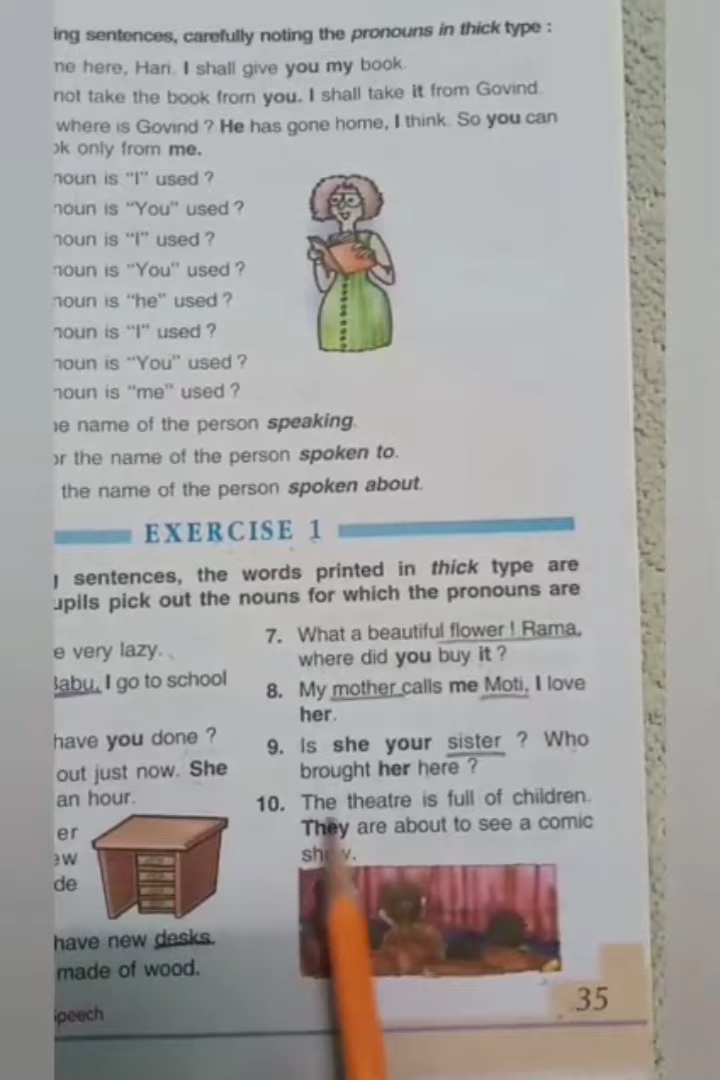 ing sentences, carefully noting the pronouns in thick type :
me here, Hari. I shall give you my book.
not take the book from you. I shall take it from Govind.
where is Govind ? He has gone home, I think. So you can
ok only from me.
noun is "I" used ?
noun is "You" used ?
noun is "I" used ?
noun is "You" used ?
noun is "he" used ?
noun is "I" used ?
noun is "You" used ?
noun is "me" used ?
he name of the person speaking.
or the name of the person spoken to.
the name of the person spoken about.
EXERCISE 1
g sentences, the words printed in thick type are
upils pick out the nouns for which the pronouns are
e very lazy.
Babu, I go to school
have you done ?
out just now. She
an hour.
er
ew
de
have new desks.
made of wood.
7. What a beautiful flower ! Rama,
where did you buy it ?
8. My mother calls me Moti, I love
her.
9. Is she your sister ? Who
brought her here ?
10. The theatre is full of children.
They are about to see a comic
show.
Speech
35